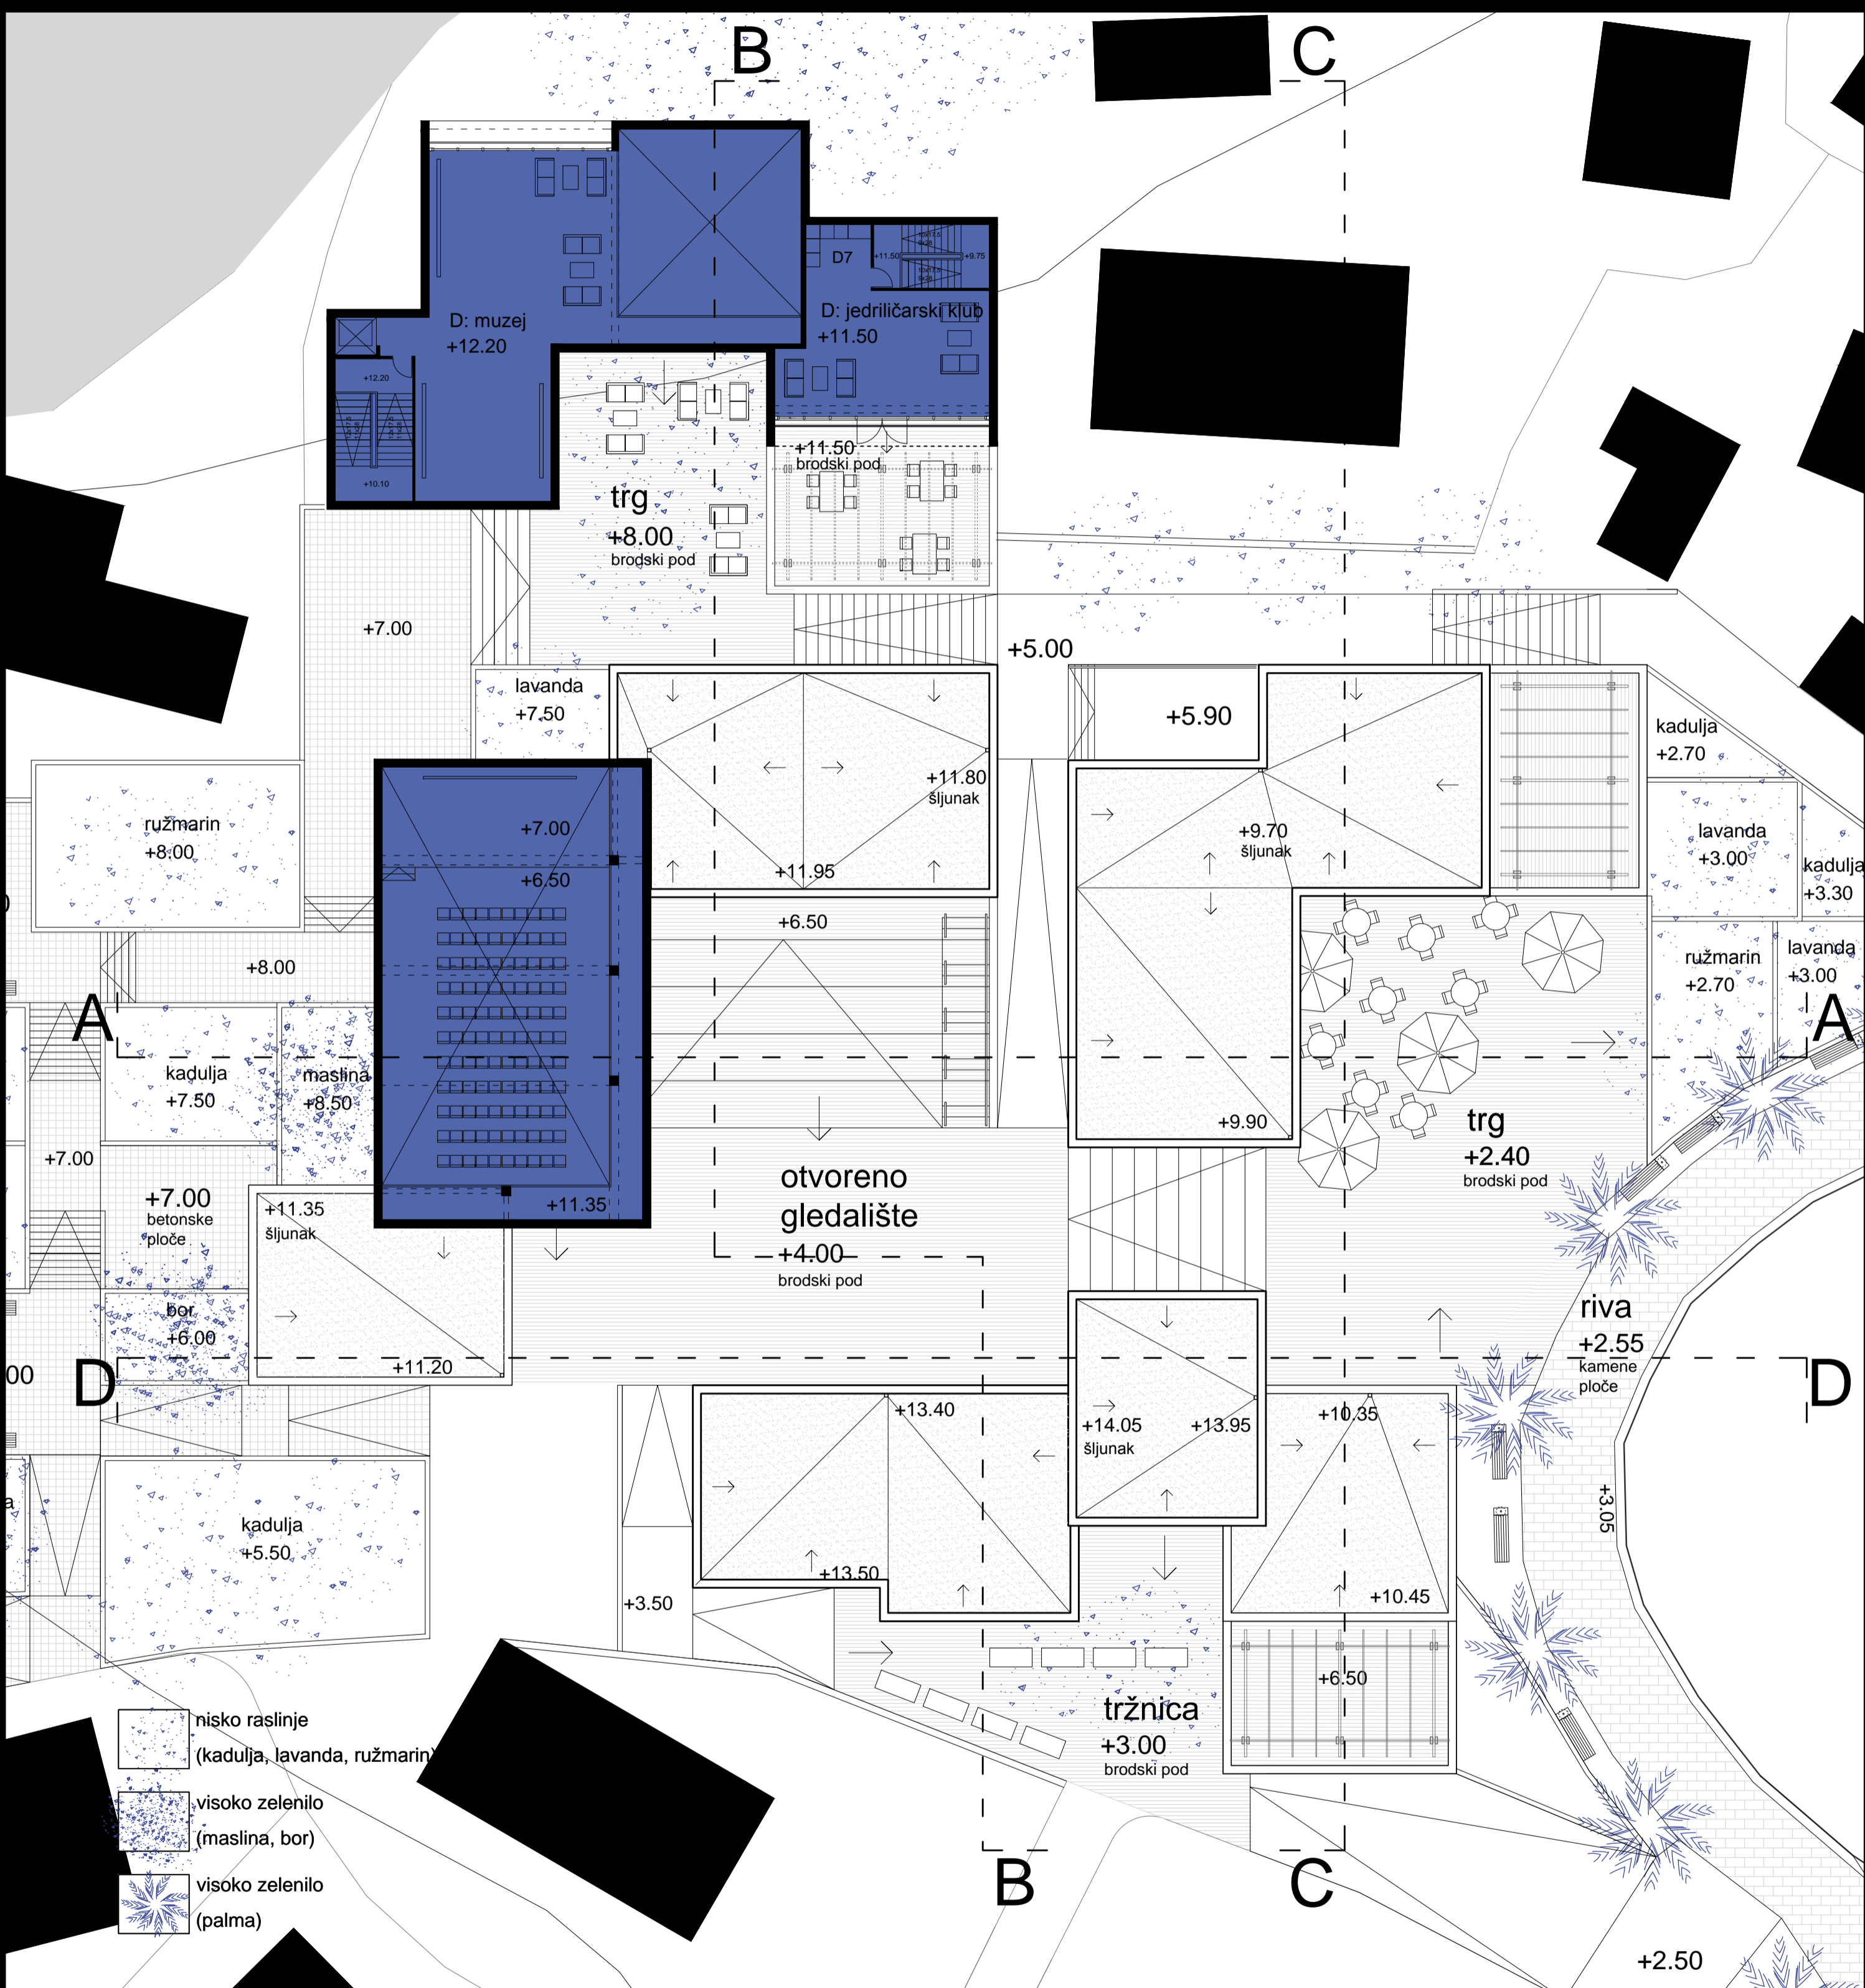 B
C
D7
+11.50
+9.75
D: muzej
+12.20
D: jedriličarski klub
+11.50
+12.20
+10.10
+11.50
brodski pod
trg
+8.00
brodski pod
+7.00
+5.00
lavanda
+7.50
+5.90
kadulja
+2.70
+11.80
šljunak
ružmarin
+8.00
+7.00
+9.70
šljunak
lavanda
+3.00
kadulja
+3.30
+11.95
+6.50
+6.50
+8.00
ružmarin
+2.70
lavanda
+3.00
A
A
kadulja
+7.50
maslina
+8.50
+9.90
trg
+2.40
brodski pod
+7.00
+7.00
betonske
ploče
+11.35
šljunak
+11.35
otvoreno
gledalište
+4.00
brodski pod
bor
+6.00
riva
+2.55
kamene
ploče
+11.20
00
D
D
+13.40
+14.05
šljunak
+13.95
+10.35
+3.05
a
kadulja
+5.50
+13.50
+10.45
+3.50
+6.50
tržnica
+3.00
brodski pod
nisko raslinje
(kadulja, lavanda, ružmarin)
visoko zelenilo
(maslina, bor)
visoko zelenilo
(palma)
B
C
+2.50